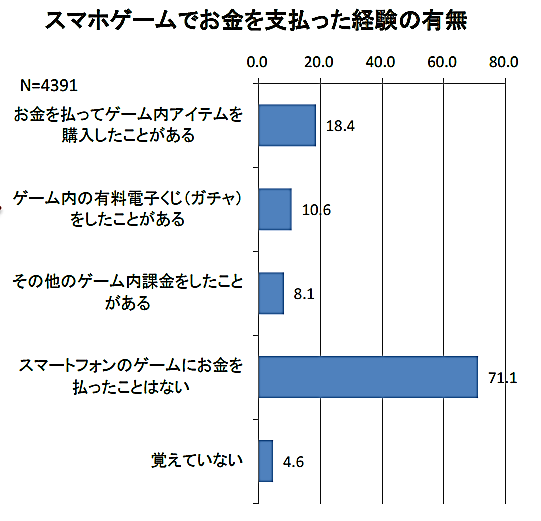 スマホゲームでお金を支払った経験の有無
0.0 20.0 40.0 60.0 80.0
N=4391
お金を払ってゲーム内アイテムを
購入したことがある
18.4
ゲーム内の有料電子くじ（ガチャ）
をしたことがある
10.6
その他のゲーム内課金をしたこと
がある
8.1
スマートフォンのゲームにお金を
払ったことはない
71.1
覚えていない
4.6